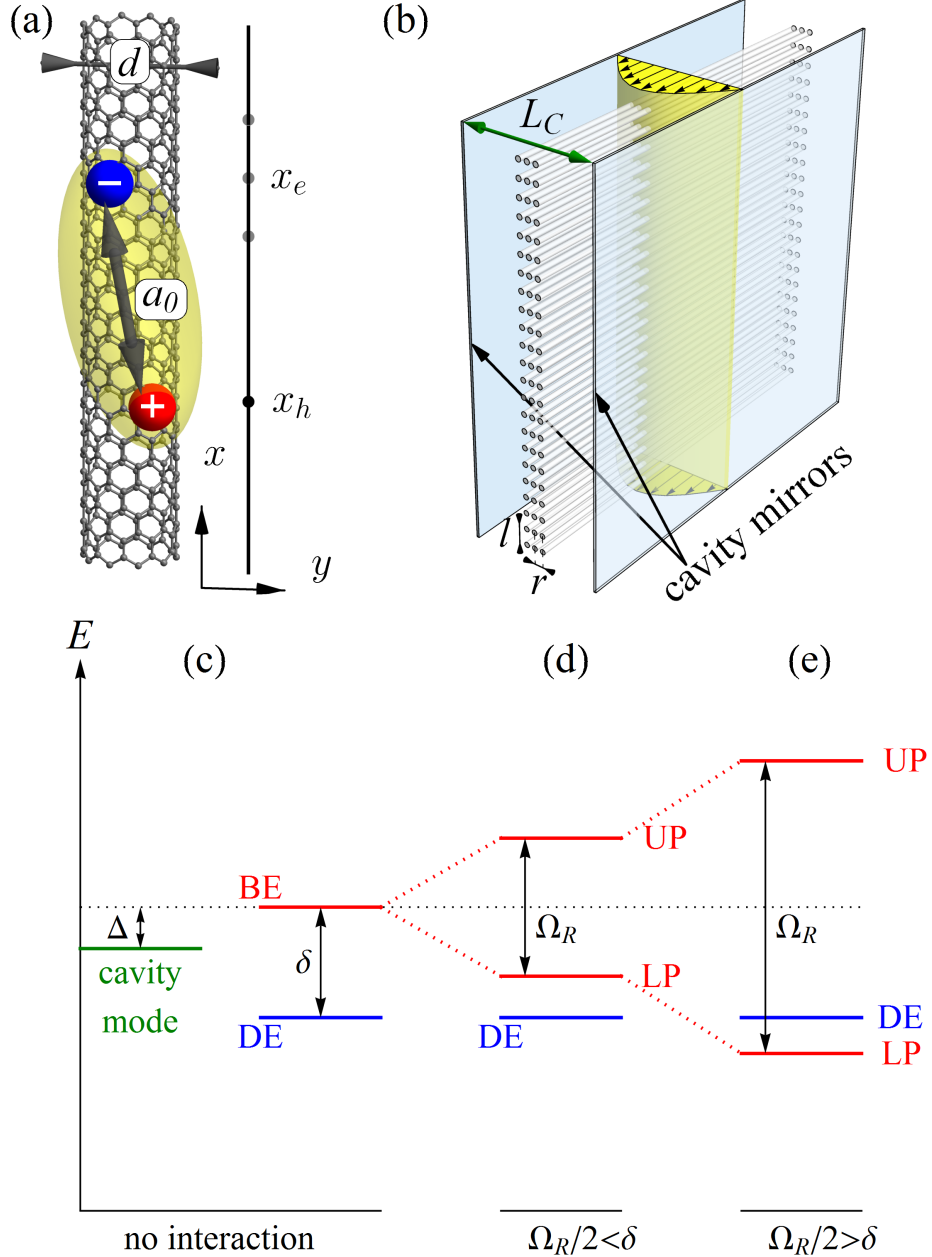 (a)
d
−
x_e
a_0
+
x_h
x
y
(b)
L_C
l
r
cavity mirrors
E
(c)
(d)
(e)
UP
BE
UP
Δ
δ
Ω_R
Ω_R
cavity
mode
LP
DE
DE
DE
LP
no interaction
Ω_R/2<δ
Ω_R/2>δ